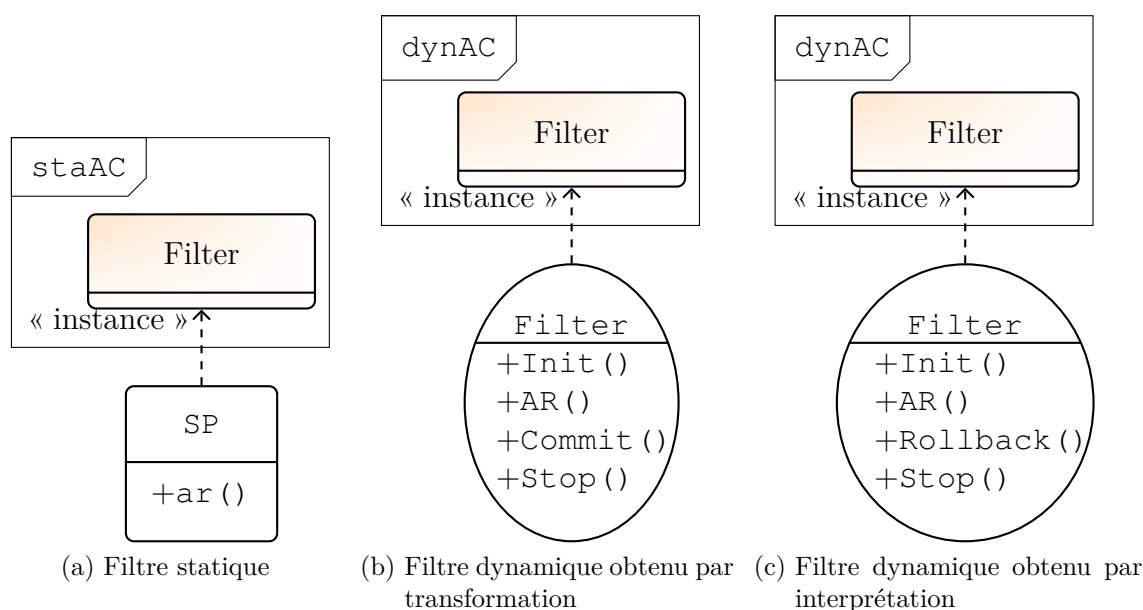 staAC
Filter
« instance »
SP
+ar()
(a) Filtre statique
dynAC
Filter
« instance »
Filter
+Init()
+AR()
+Commit()
+Stop()
(b) Filtre dynamique obtenu par
transformation
dynAC
Filter
« instance »
Filter
+Init()
+AR()
+Rollback()
+Stop()
(c) Filtre dynamique obtenu par
interprétation